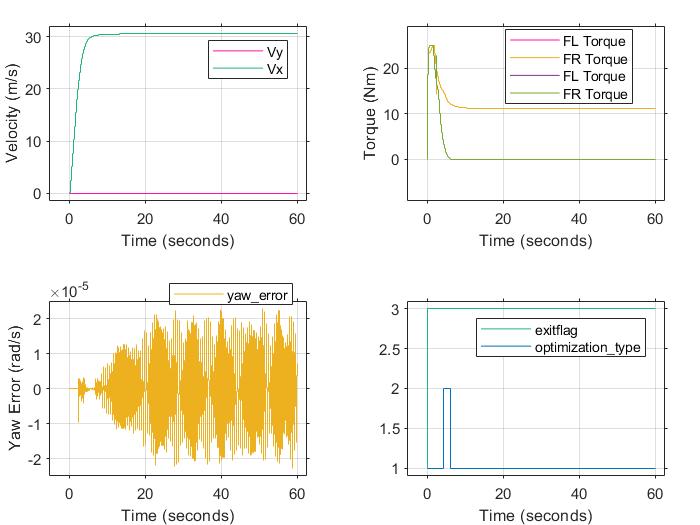 30
20
10
0
Velocity (m/s)
Vy
Vx
0
20
40
60
Time (seconds)
20
10
0
Torque (Nm)
FL Torque
FR Torque
FL Torque
FR Torque
0
20
40
60
Time (seconds)
×10-5
yaw_error
2
1
0
-1
-2
Yaw Error (rad/s)
0
20
40
60
Time (seconds)
3
2.5
2
1.5
1
exitflag
optimization_type
0
20
40
60
Time (seconds)